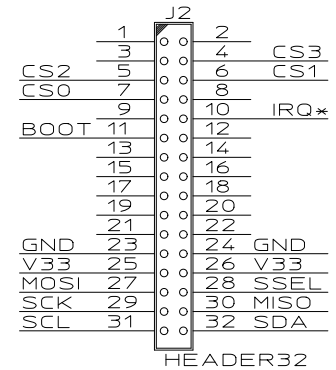 J2
1 2
3 4 CS3
CS2 5 6 CS1
CS0 7 8
9 10 IRQ*
BOOT 11 12
13 14
15 16
17 18
19 20
21 22
GND 23 24 GND
V33 25 26 V33
MOSI 27 28 SSEL
SCK 29 30 MISO
SCL 31 32 SDA
HEADER32